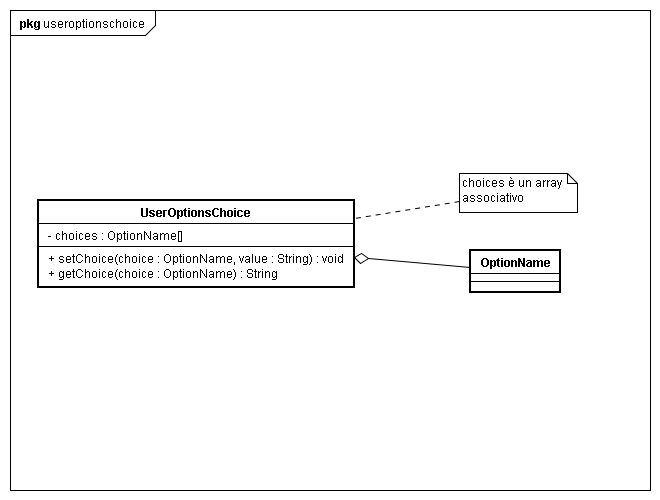 pkg useroptionschoice
choices è un array
associativo
UserOptionsChoice
- choices : OptionName[]
+ setChoice(choice : OptionName, value : String) : void
+ getChoice(choice : OptionName) : String
OptionName